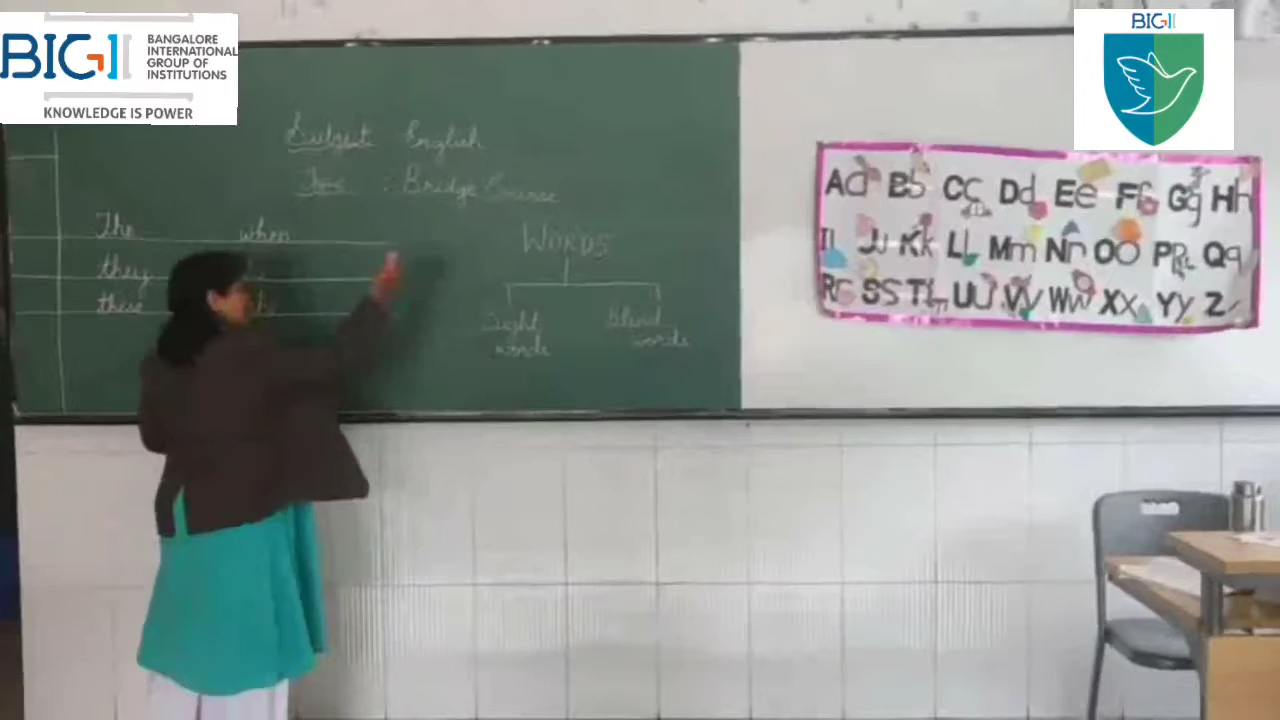 BIGI
BANGALORE
INTERNATIONAL
GROUP OF
INSTITUTIONS
KNOWLEDGE IS POWER
BIGI
Subject: English
: Bridge Course
The when
they
these
WORDS
Sight
words
Blend
words
Aa Bb Cc Dd Ee Ff Gg Hh
Ii Jj Kk Ll Mm Nn Oo Pp Qq
Rr Ss Tt Uu Vv Ww Xx Yy Zz